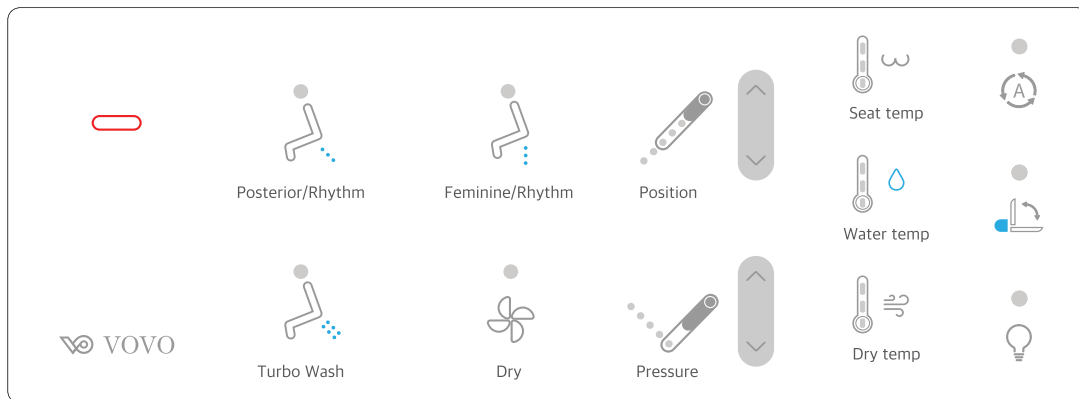 Posterior/Rhythm
Feminine/Rhythm
Position
Seat temp
A
Water temp
VOVO
Turbo Wash
Dry
Pressure
Dry temp